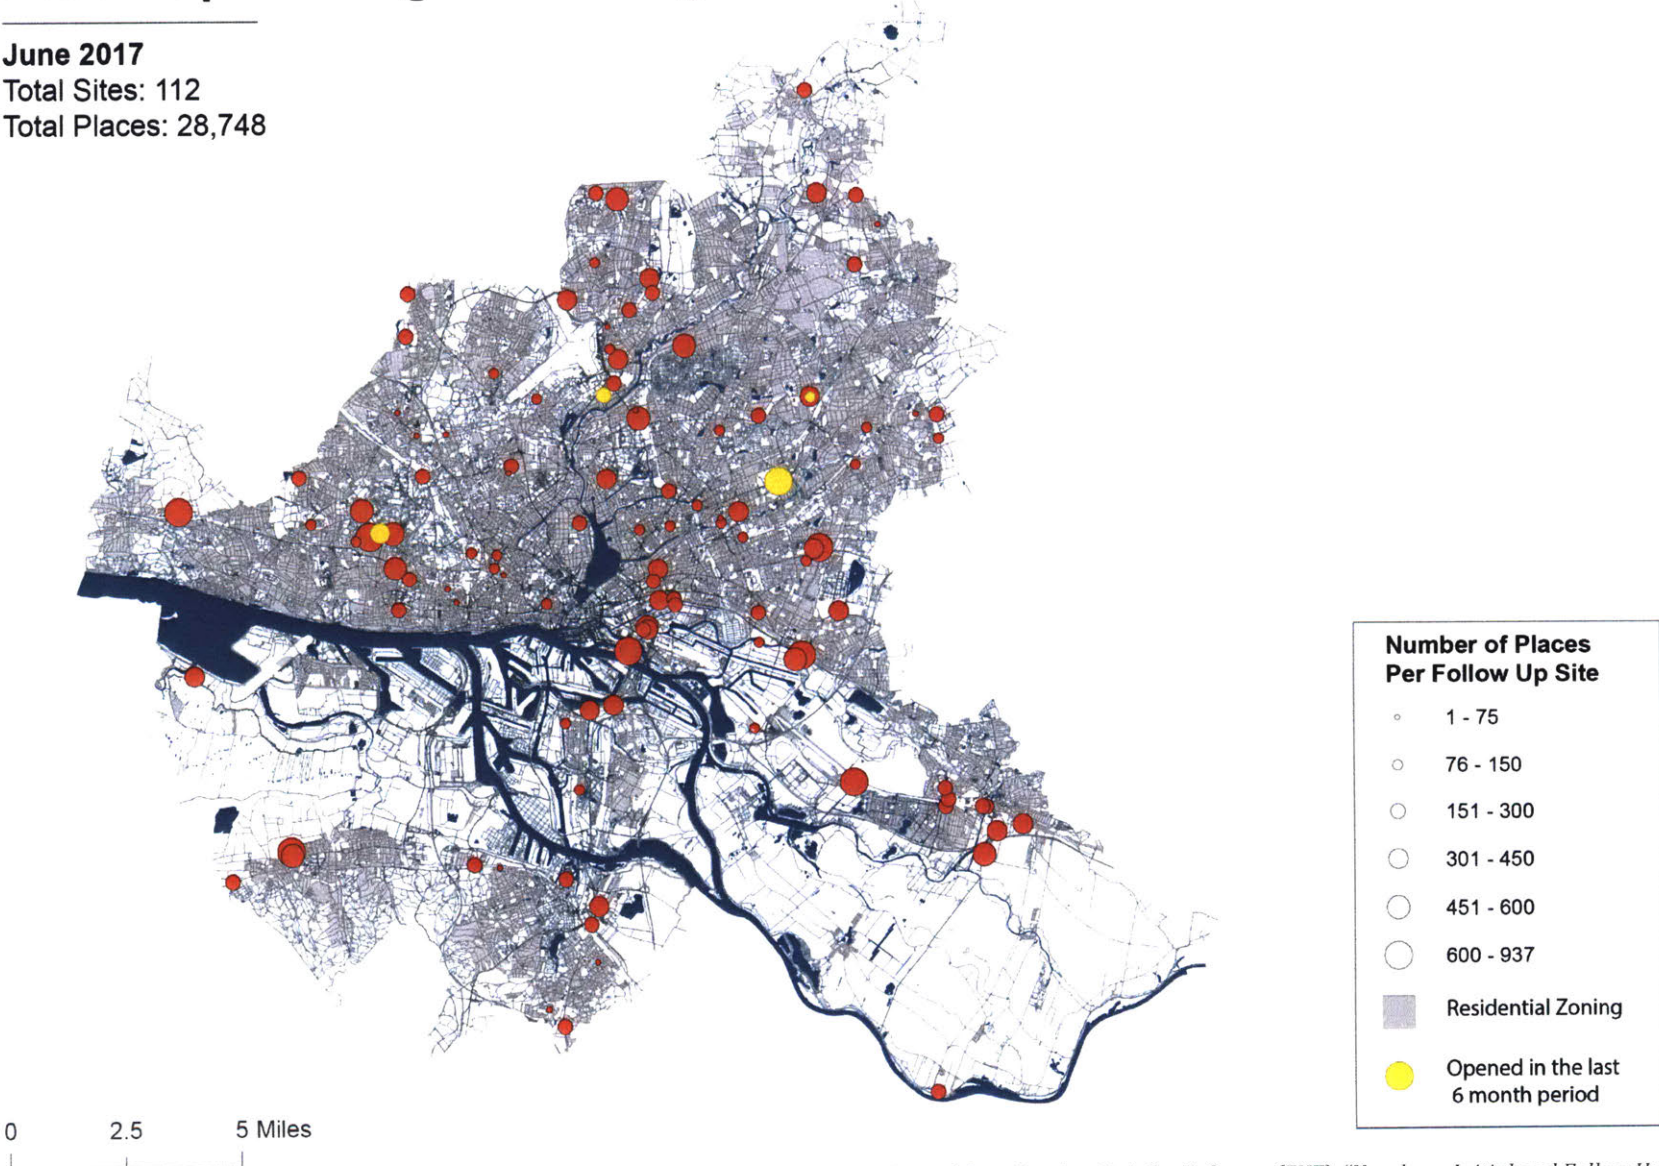 June 2017
Total Sites: 112
Total Places: 28,748
Number of Places
Per Follow Up Site
1 - 75
76 - 150
151 - 300
301 - 450
451 - 600
600 - 937
Residential Zoning
Opened in the last
6 month period
0 2.5 5 Miles